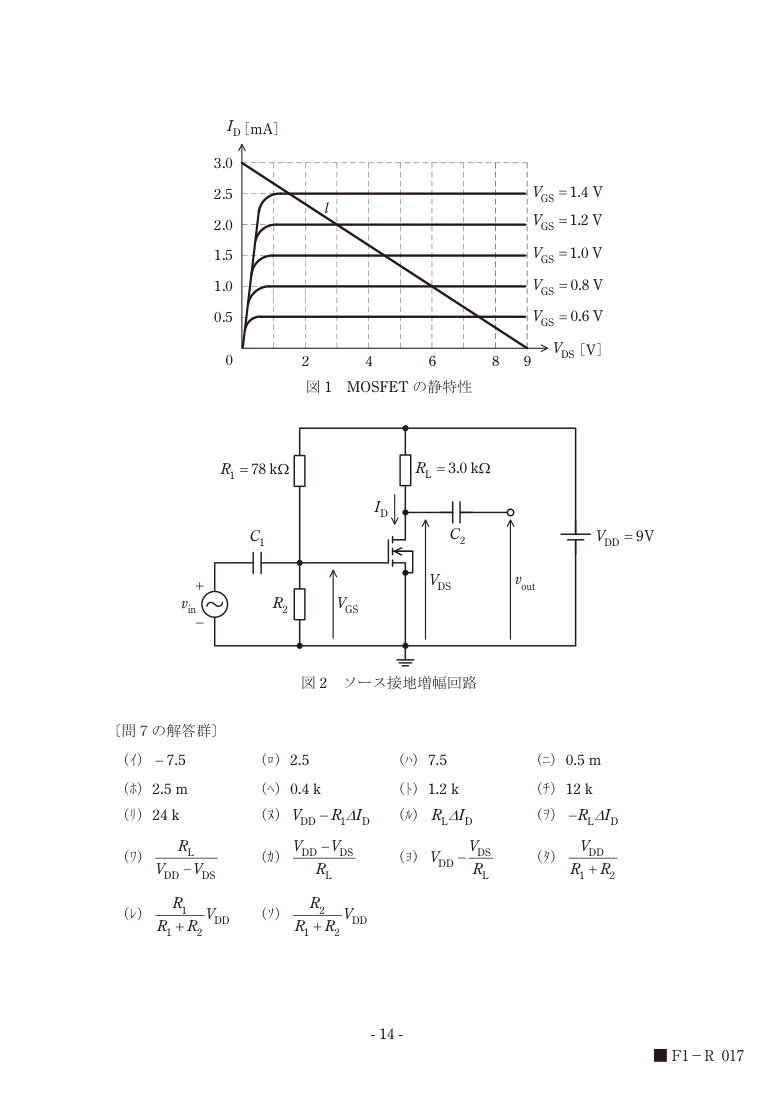 I_D [mA]
3.0
2.5
2.0
1.5
1.0
0.5
0
2
4
6
8
9
l
V_GS = 1.4 V
V_GS = 1.2 V
V_GS = 1.0 V
V_GS = 0.8 V
V_GS = 0.6 V
V_DS [V]
図1 MOSFET の静特性
R_1 = 78 kΩ
R_L = 3.0 kΩ
I_D
C_1
C_2
V_DD = 9V
+
v_in
−
R_2
V_GS
V_DS
v_out
図2 ソース接地増幅回路
〔問7の解答群〕
(イ) −7.5 (ロ) 2.5 (ハ) 7.5 (ニ) 0.5 m
(ホ) 2.5 m (ヘ) 0.4 k (ト) 1.2 k (チ) 12 k
(リ) 24 k (ヌ) V_DD − R_1ΔI_D (ル) R_LΔI_D (ヲ) −R_LΔI_D
(ワ) R_L / (V_DD − V_DS) (カ) (V_DD − V_DS) / R_L (ヨ) V_DD − V_DS / R_L (タ) V_DD / (R_1 + R_2)
(レ) R_1 / (R_1 + R_2) V_DD (ソ) R_2 / (R_1 + R_2) V_DD
- 14 -
■ F1−R 017